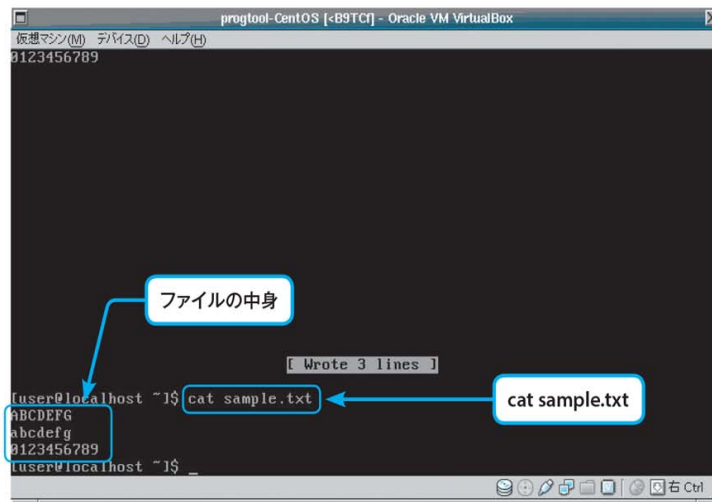 progtool-CentOS [<B9TCf] - Oracle VM VirtualBox
仮想マシン(M) デバイス(D) ヘルプ(H)
0123456789
ファイルの中身
[ Wrote 3 lines ]
[user@localhost ~]$ cat sample.txt
cat sample.txt
ABCDEFG
abcdefg
0123456789
[user@localhost ~]$ _
右 Ctrl